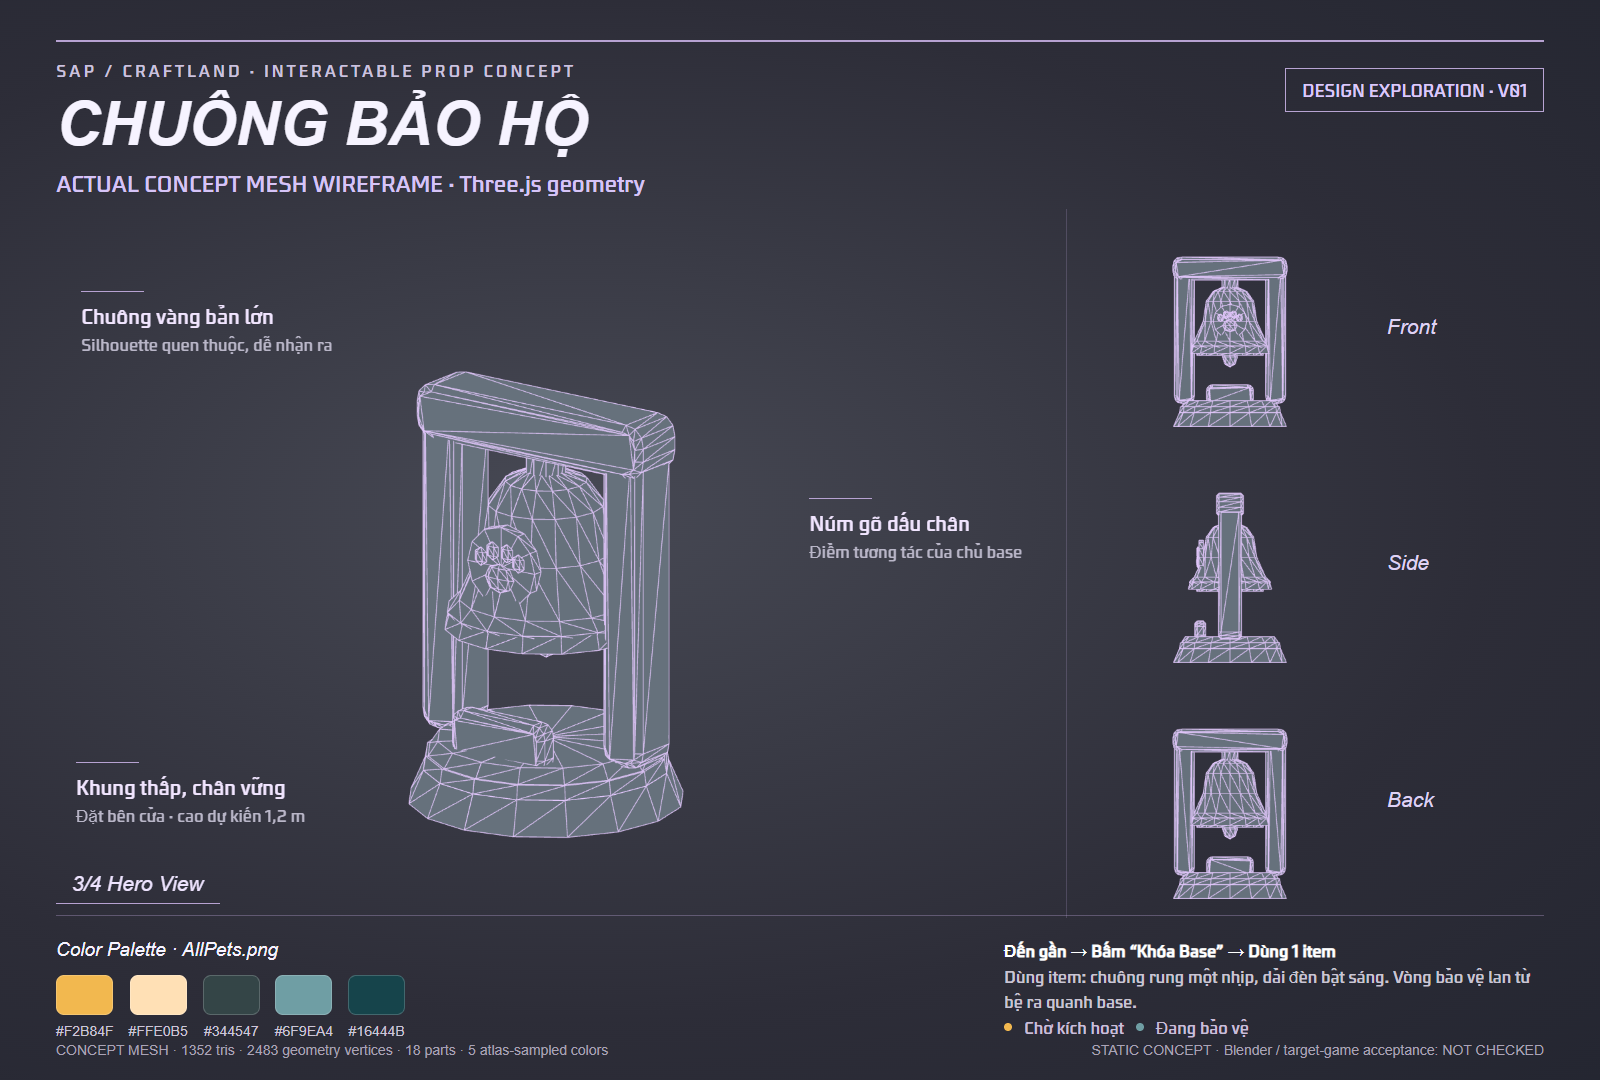 SAP / CRAFTLAND · INTERACTABLE PROP CONCEPT
CHUÔNG BẢO HỘ
ACTUAL CONCEPT MESH WIREFRAME · Three.js geometry
DESIGN EXPLORATION · V01
Chuông vàng bản lớn
Silhouette quen thuộc, dễ nhận ra
Núm gõ dấu chân
Điểm tương tác của chủ base
Khung thấp, chân vững
Đặt bên cửa · cao dự kiến 1,2 m
3/4 Hero View
Front
Side
Back
Color Palette · AllPets.png
#F2B84F #FFE0B5 #344547 #6F9EA4 #16444B
CONCEPT MESH · 1352 tris · 2483 geometry vertices · 18 parts · 5 atlas-sampled colors
Đến gần → Bấm “Khóa Base” → Dùng 1 item
Dùng item: chuông rung một nhịp, dải đèn bật sáng. Vòng bảo vệ lan từ
bệ ra quanh base.
Chờ kích hoạt Đang bảo vệ
STATIC CONCEPT · Blender / target-game acceptance: NOT CHECKED